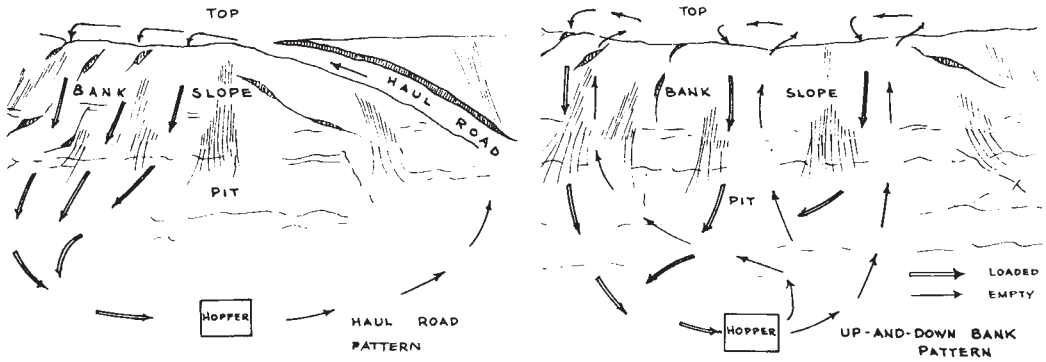 TOP
BANK SLOPE
HAUL
ROAD
PIT
HOPPER
HAUL ROAD
PATTERN
TOP
BANK SLOPE
PIT
LOADED
EMPTY
HOPPER
UP-AND-DOWN BANK
PATTERN